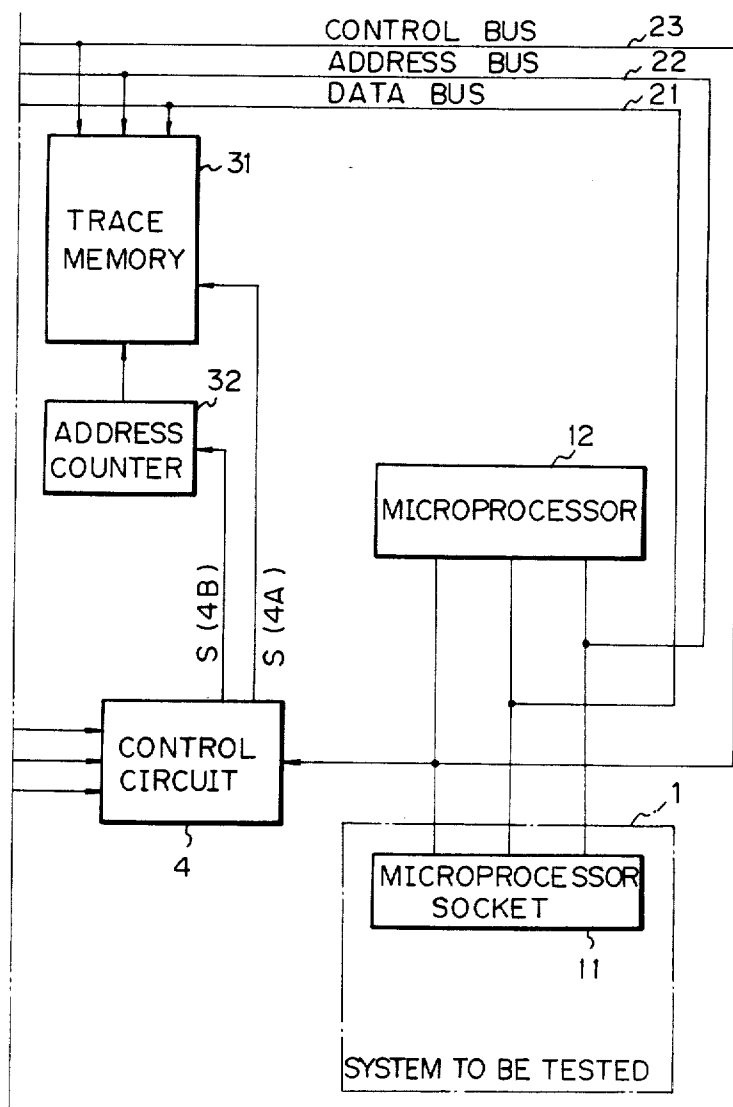 CONTROL BUS 23
ADDRESS BUS 22
DATA BUS 21
31
TRACE
MEMORY
32
ADDRESS
COUNTER
12
MICROPROCESSOR
S (4B)
S (4A)
CONTROL
CIRCUIT
4
1
MICROPROCESSOR
SOCKET
11
SYSTEM TO BE TESTED